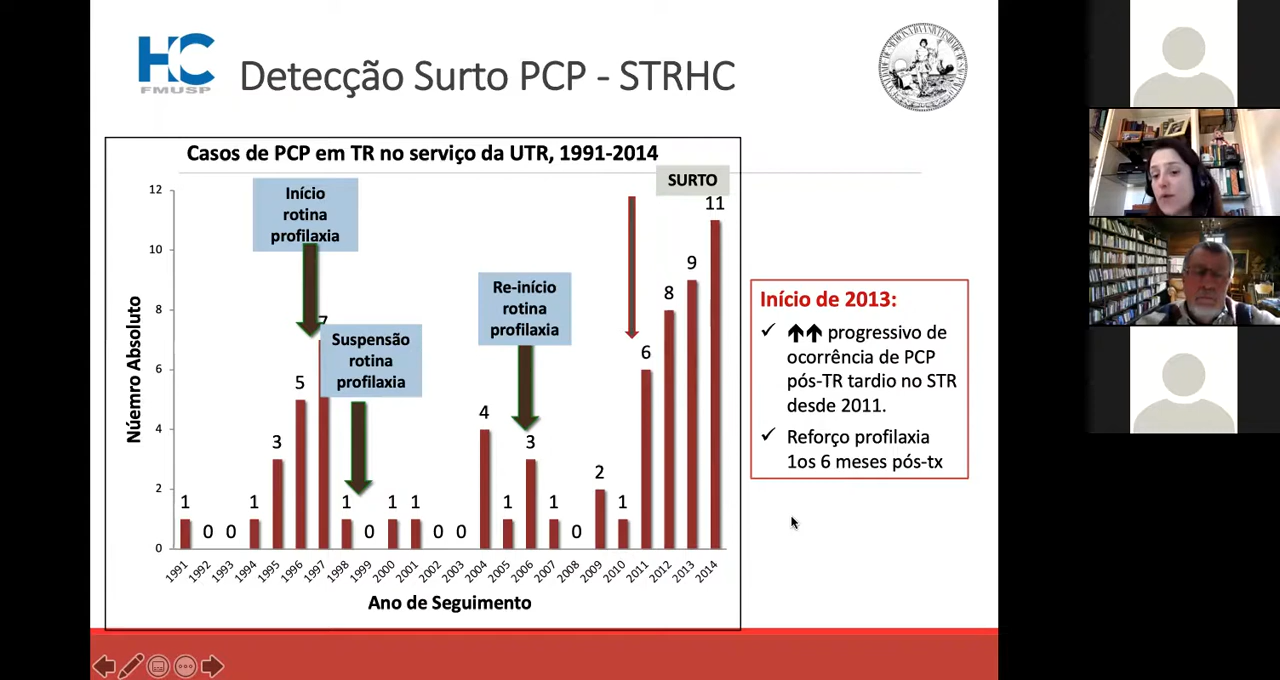 HC
FMUSP
Detecção Surto PCP - STRHC
Casos de PCP em TR no serviço da UTR, 1991-2014
SURTO
Início
rotina
profilaxia
Suspensão
rotina
profilaxia
Re-início
rotina
profilaxia
Núemro Absoluto
12
10
8
6
4
2
0
1
0
0
1
3
5
7
1
0
1
1
0
0
4
1
3
1
0
2
1
6
8
9
11
1991
1992
1993
1994
1995
1996
1997
1998
1999
2000
2001
2002
2003
2004
2005
2006
2007
2008
2009
2010
2011
2012
2013
2014
Ano de Seguimento
Início de 2013:
✓ ⬆⬆ progressivo de
ocorrência de PCP
pós-TR tardio no STR
desde 2011.
✓ Reforço profilaxia
1os 6 meses pós-tx